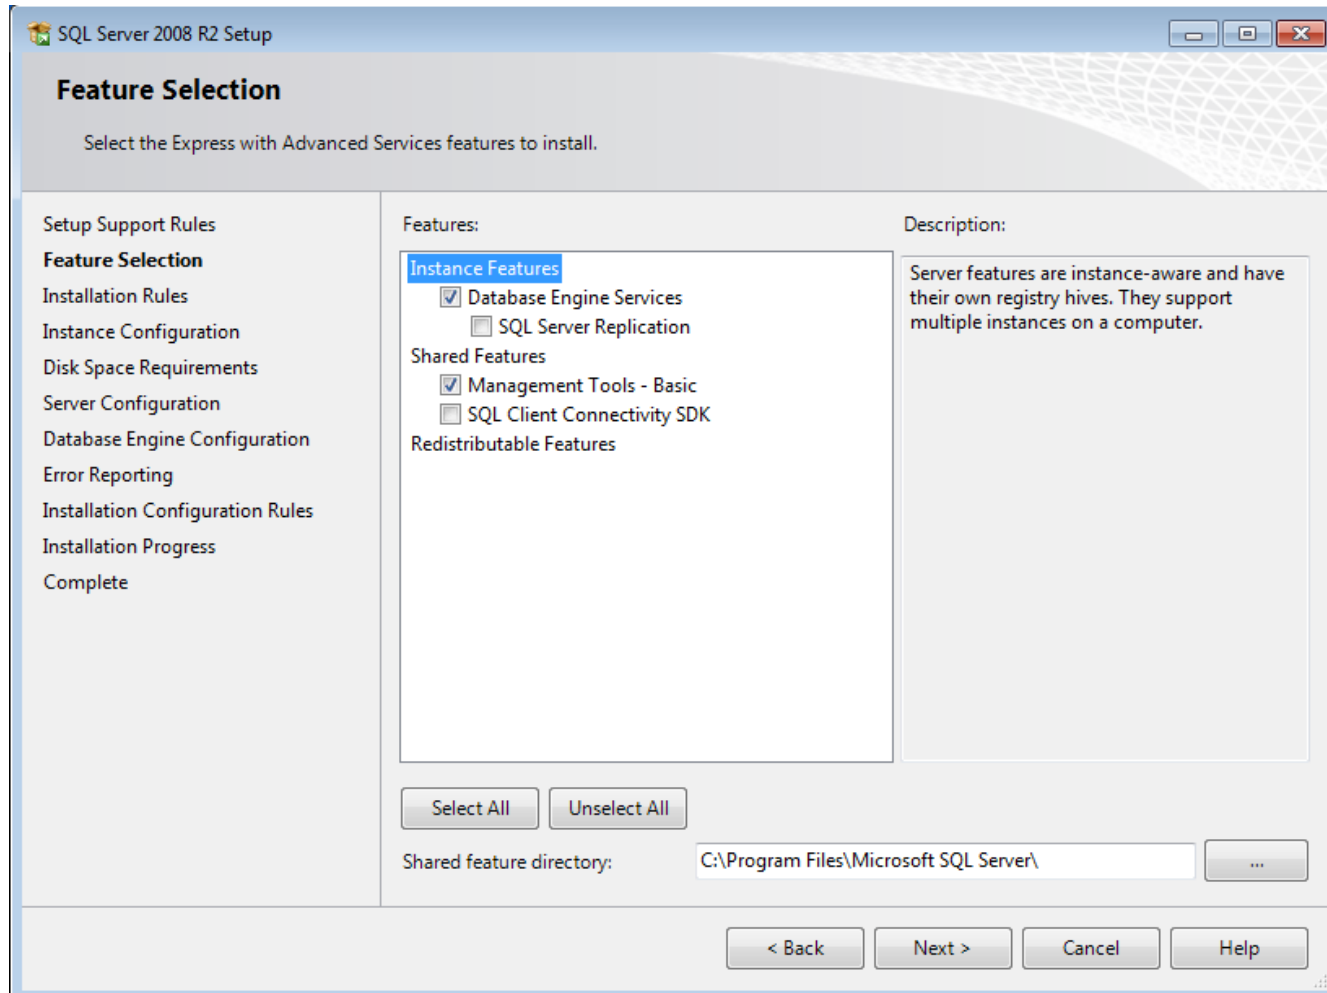 SQL Server 2008 R2 Setup
Feature Selection
Select the Express with Advanced Services features to install.
Setup Support Rules
Feature Selection
Installation Rules
Instance Configuration
Disk Space Requirements
Server Configuration
Database Engine Configuration
Error Reporting
Installation Configuration Rules
Installation Progress
Complete
Features:
Instance Features
Database Engine Services
SQL Server Replication
Shared Features
Management Tools - Basic
SQL Client Connectivity SDK
Redistributable Features
Description:
Server features are instance-aware and have
their own registry hives. They support
multiple instances on a computer.
Select All
Unselect All
Shared feature directory:
C:\Program Files\Microsoft SQL Server\
...
< Back
Next >
Cancel
Help